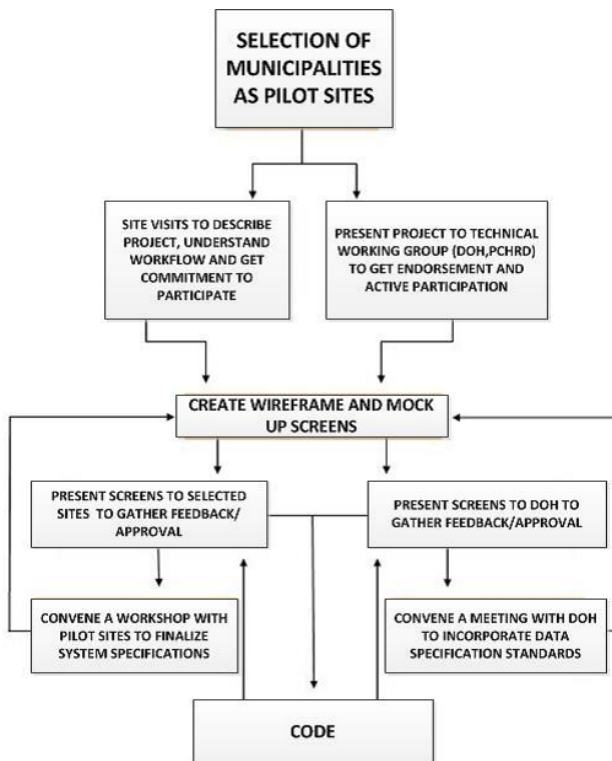 SELECTION OF
MUNICIPALITIES
AS PILOT SITES
SITE VISITS TO DESCRIBE
PROJECT, UNDERSTAND
WORKFLOW AND GET
COMMITMENT TO
PARTICIPATE
PRESENT PROJECT TO TECHNICAL
WORKING GROUP (DOH,PCHRD)
TO GET ENDORSEMENT AND
ACTIVE PARTICIPATION
CREATE WIREFRAME AND MOCK
UP SCREENS
PRESENT SCREENS TO SELECTED
SITES TO GATHER FEEDBACK/
APPROVAL
PRESENT SCREENS TO DOH TO
GATHER FEEDBACK/APPROVAL
CONVENE A WORKSHOP WITH
PILOT SITES TO FINALIZE
SYSTEM SPECIFICATIONS
CONVENE A MEETING WITH DOH
TO INCORPORATE DATA
SPECIFICATION STANDARDS
CODE